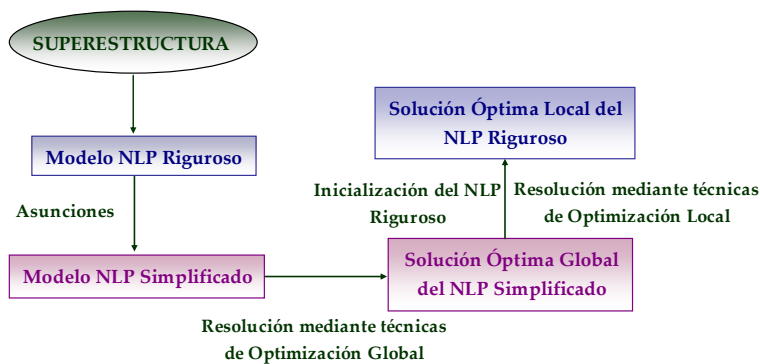 SUPERESTRUCTURA
Modelo NLP Riguroso
Asunciones
Modelo NLP Simplificado
Resolución mediante técnicas
de Optimización Global
Solución Óptima Global
del NLP Simplificado
Inicialización del NLP
Riguroso
Resolución mediante técnicas
de Optimización Local
Solución Óptima Local del
NLP Riguroso